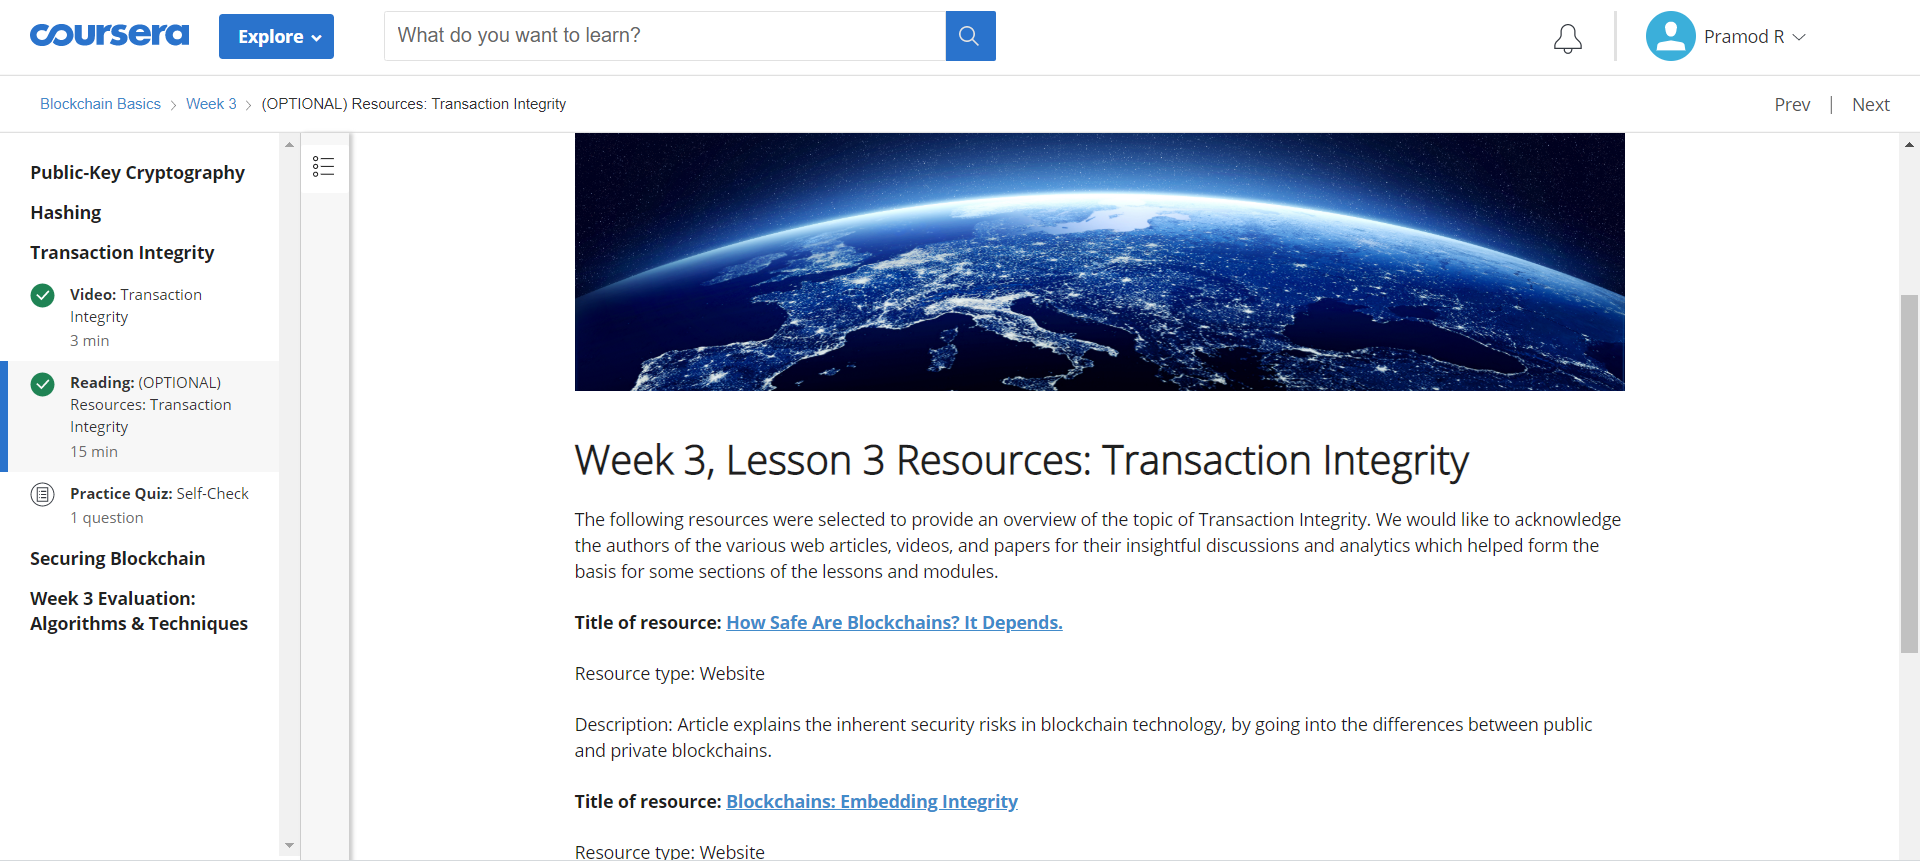 coursera
Explore
What do you want to learn?
Pramod R
Blockchain Basics > Week 3 > (OPTIONAL) Resources: Transaction Integrity
Prev | Next
Public-Key Cryptography
Hashing
Transaction Integrity
Video: Transaction
Integrity
3 min
Reading: (OPTIONAL)
Resources: Transaction
Integrity
15 min
Practice Quiz: Self-Check
1 question
Securing Blockchain
Week 3 Evaluation:
Algorithms & Techniques
Week 3, Lesson 3 Resources: Transaction Integrity
The following resources were selected to provide an overview of the topic of Transaction Integrity. We would like to acknowledge
the authors of the various web articles, videos, and papers for their insightful discussions and analytics which helped form the
basis for some sections of the lessons and modules.
Title of resource: How Safe Are Blockchains? It Depends.
Resource type: Website
Description: Article explains the inherent security risks in blockchain technology, by going into the differences between public
and private blockchains.
Title of resource: Blockchains: Embedding Integrity
Resource type: Website